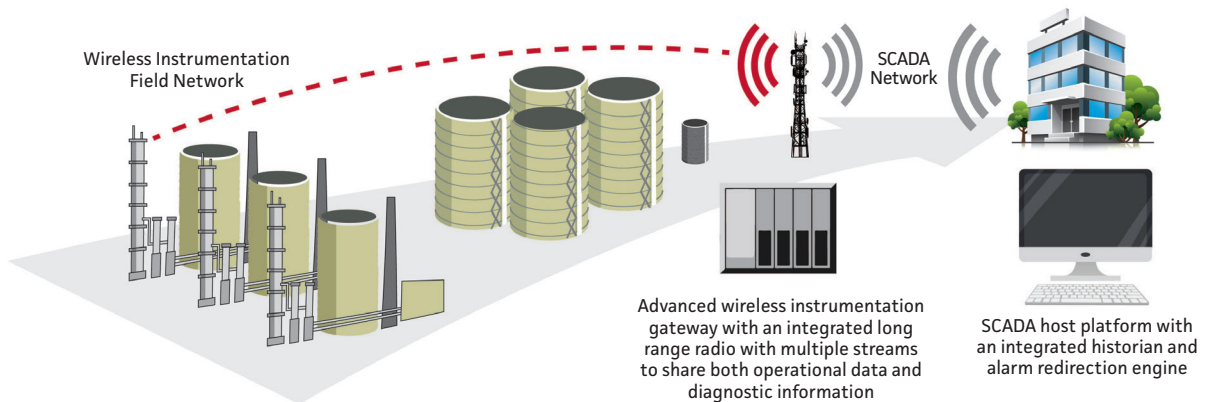 Wireless Instrumentation
Field Network
SCADA
Network
Advanced wireless instrumentation
gateway with an integrated long
range radio with multiple streams
to share both operational data and
diagnostic information
SCADA host platform with
an integrated historian and
alarm redirection engine